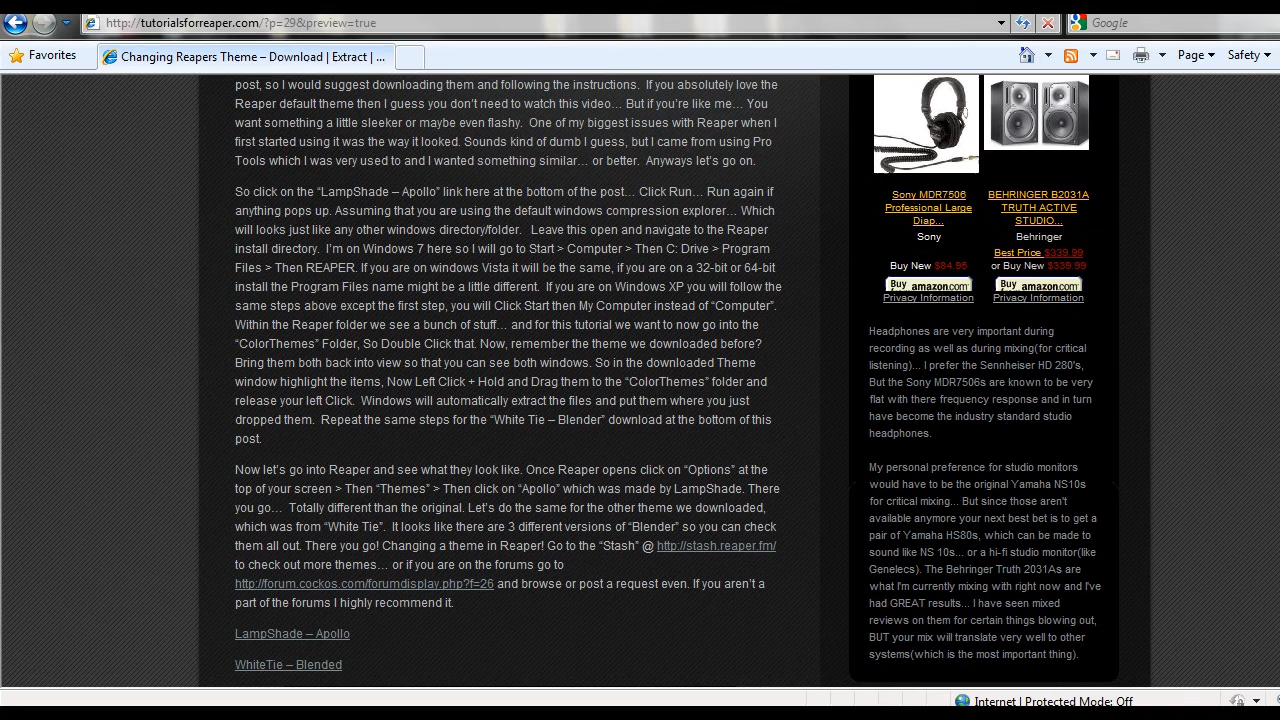 http://tutorialsforreaper.com/?p=29&preview=true
Google
Favorites
Changing Reapers Theme – Download | Extract | ...
Page
Safety
post, so I would suggest downloading them and following the instructions. If you absolutely love the
Reaper default theme then I guess you don't need to watch this video... But if you're like me... You
want something a little sleeker or maybe even flashy. One of my biggest issues with Reaper when I
first started using it was the way it looked. Sounds kind of dumb I guess, but I came from using Pro
Tools which I was very used to and I wanted something similar... or better. Anyways let's go on.
So click on the “LampShade – Apollo” link here at the bottom of the post... Click Run... Run again if
anything pops up. Assuming that you are using the default windows compression explorer... Which
will looks just like any other windows directory/folder. Leave this open and navigate to the Reaper
install directory. I'm on Windows 7 here so I will go to Start > Computer > Then C: Drive > Program
Files > Then REAPER. If you are on windows Vista it will be the same, if you are on a 32-bit or 64-bit
install the Program Files name might be a little different. If you are on Windows XP you will follow the
same steps above except the first step, you will Click Start then My Computer instead of “Computer”.
Within the Reaper folder we see a bunch of stuff... and for this tutorial we want to now go into the
“ColorThemes” Folder, So Double Click that. Now, remember the theme we downloaded before?
Bring them both back into view so that you can see both windows. So in the downloaded Theme
window highlight the items, Now Left Click + Hold and Drag them to the “ColorThemes” folder and
release your left Click. Windows will automatically extract the files and put them where you just
dropped them. Repeat the same steps for the “White Tie – Blender” download at the bottom of this
post.
Now let's go into Reaper and see what they look like. Once Reaper opens click on “Options” at the
top of your screen > Then “Themes” > Then click on “Apollo” which was made by LampShade. There
you go... Totally different than the original. Let's do the same for the other theme we downloaded,
which was from “White Tie”. It looks like there are 3 different versions of “Blender” so you can check
them all out. There you go! Changing a theme in Reaper! Go to the “Stash” @ http://stash.reaper.fm/
to check out more themes... or if you are on the forums go to
http://forum.cockos.com/forumdisplay.php?f=26 and browse or post a request even. If you aren't a
part of the forums I highly recommend it.
LampShade – Apollo
WhiteTie – Blended
Sony MDR7506
Professional Large
Diap...
Sony
Buy New $84.95
Buy amazon.com
Privacy Information
BEHRINGER B2031A
TRUTH ACTIVE
STUDIO...
Behringer
Best Price $339.99
or Buy New $339.99
Buy amazon.com
Privacy Information
Headphones are very important during
recording as well as during mixing(for critical
listening)... I prefer the Sennheiser HD 280's,
But the Sony MDR7506s are known to be very
flat with there frequency response and in turn
have become the industry standard studio
headphones.
My personal preference for studio monitors
would have to be the original Yamaha NS10s
for critical mixing... But since those aren't
available anymore your next best bet is to get a
pair of Yamaha HS80s, which can be made to
sound like NS 10s... or a hi-fi studio monitor(like
Genelecs). The Behringer Truth 2031As are
what I'm currently mixing with right now and I've
had GREAT results... I have seen mixed
reviews on them for certain things blowing out,
BUT your mix will translate very well to other
systems(which is the most important thing).
Internet | Protected Mode: Off